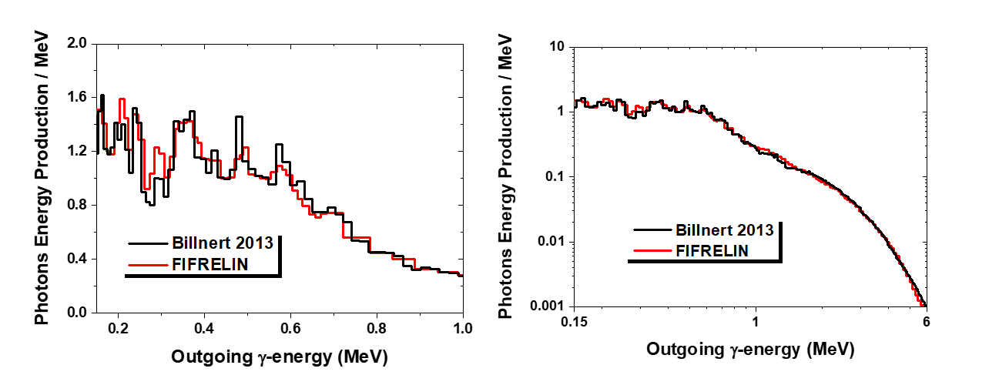 Photons Energy Production / MeV
2.0
1.6
1.2
0.8
0.4
0.0
Billnert 2013
FIFRELIN
0.2
0.4
0.6
0.8
1.0
Outgoing γ-energy (MeV)
Photons Energy Production / MeV
10
1
0.1
0.01
0.001
Billnert 2013
FIFRELIN
0.15
1
6
Outgoing γ-energy (MeV)